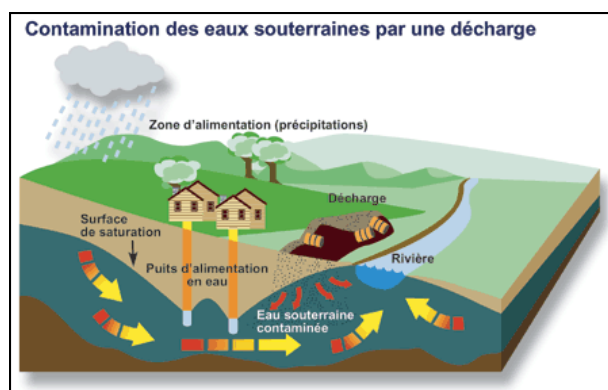 Contamination des eaux souterraines par une décharge
Zone d'alimentation (précipitations)
Décharge
Surface
de saturation
Puits d'alimentation
en eau
Rivière
Eau souterraine
contaminée